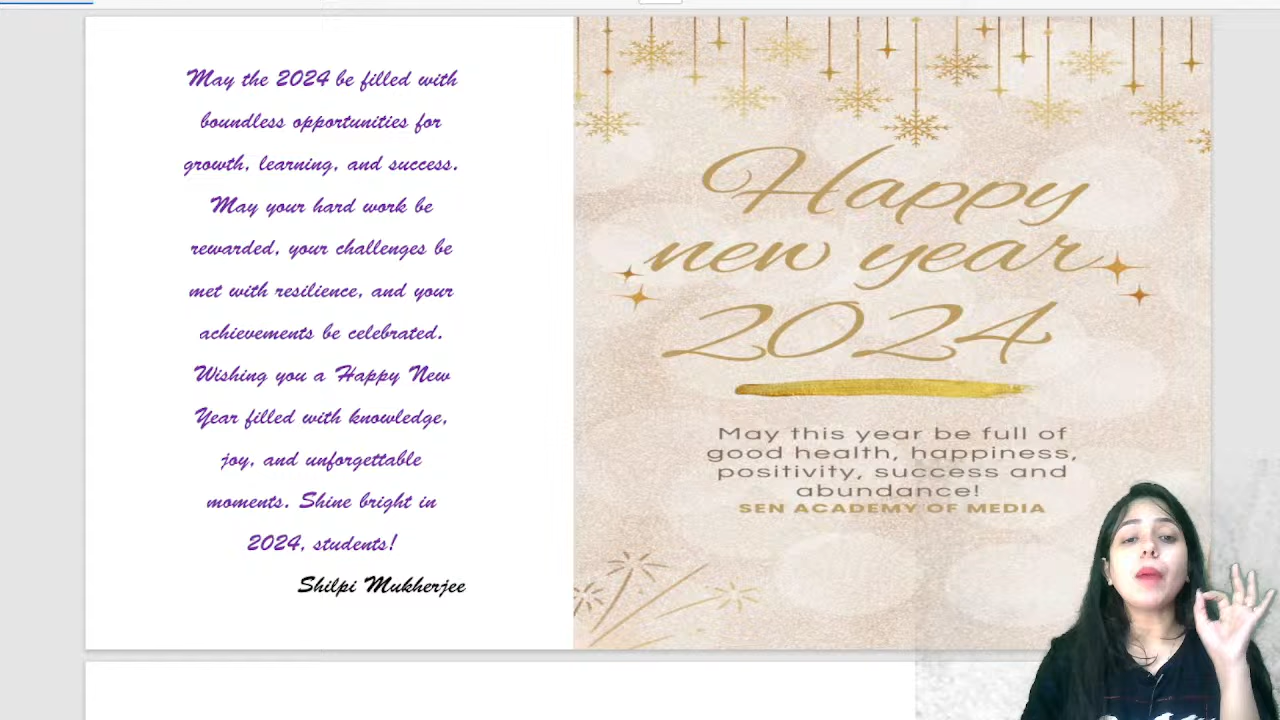 May the 2024 be filled with
boundless opportunities for
growth, learning, and success.
May your hard work be
rewarded, your challenges be
met with resilience, and your
achievements be celebrated.
Wishing you a Happy New
Year filled with knowledge,
joy, and unforgettable
moments. Shine bright in
2024, students!
Shilpi Mukherjee
Happy
new year
2024
May this year be full of
good health, happiness,
positivity, success and
abundance!
SEN ACADEMY OF MEDIA